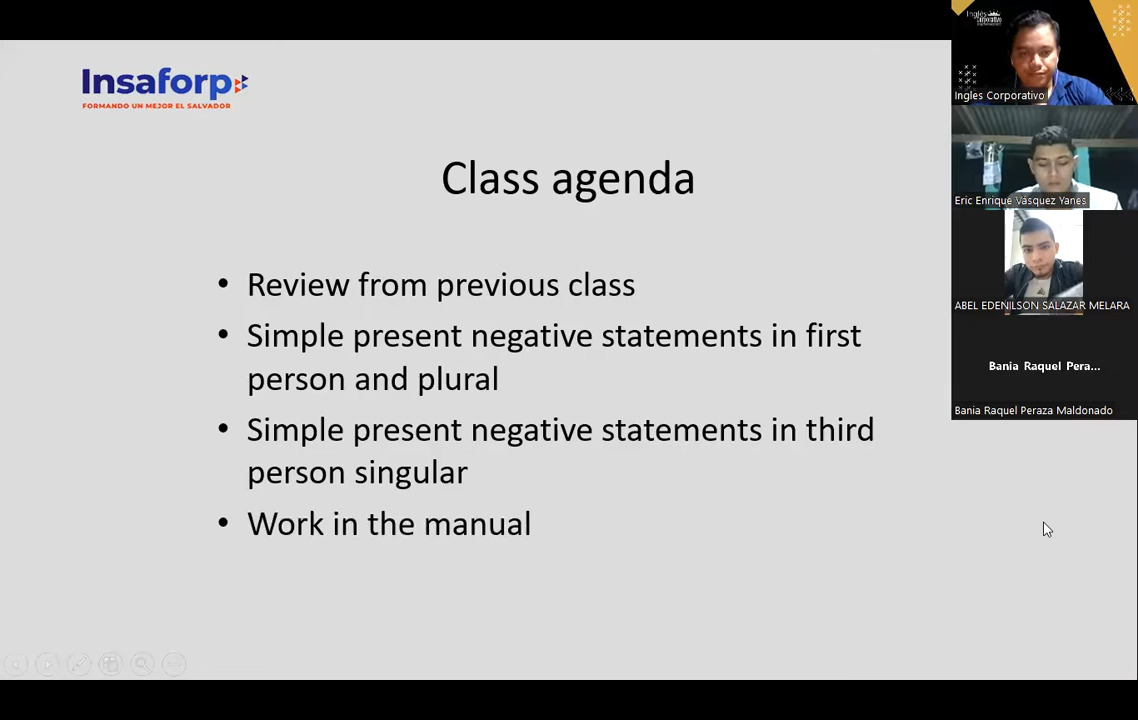 Insaforp
FORMANDO UN MEJOR EL SALVADOR
Class agenda
• Review from previous class
• Simple present negative statements in first
person and plural
• Simple present negative statements in third
person singular
• Work in the manual
Inglés
Corporativo
Ingles Corporativo
Eric Enrique Vásquez Yanes
ABEL EDENILSON SALAZAR MELARA
Bania Raquel Pera...
Bania Raquel Peraza Maldonado